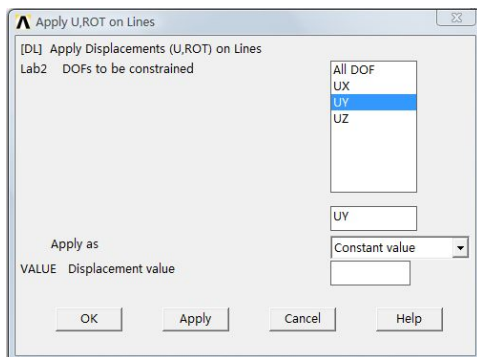 Apply U,ROT on Lines
[DL] Apply Displacements (U,ROT) on Lines
Lab2 DOFs to be constrained
All DOF
UX
UY
UZ
UY
Apply as
Constant value
VALUE Displacement value
OK Apply Cancel Help